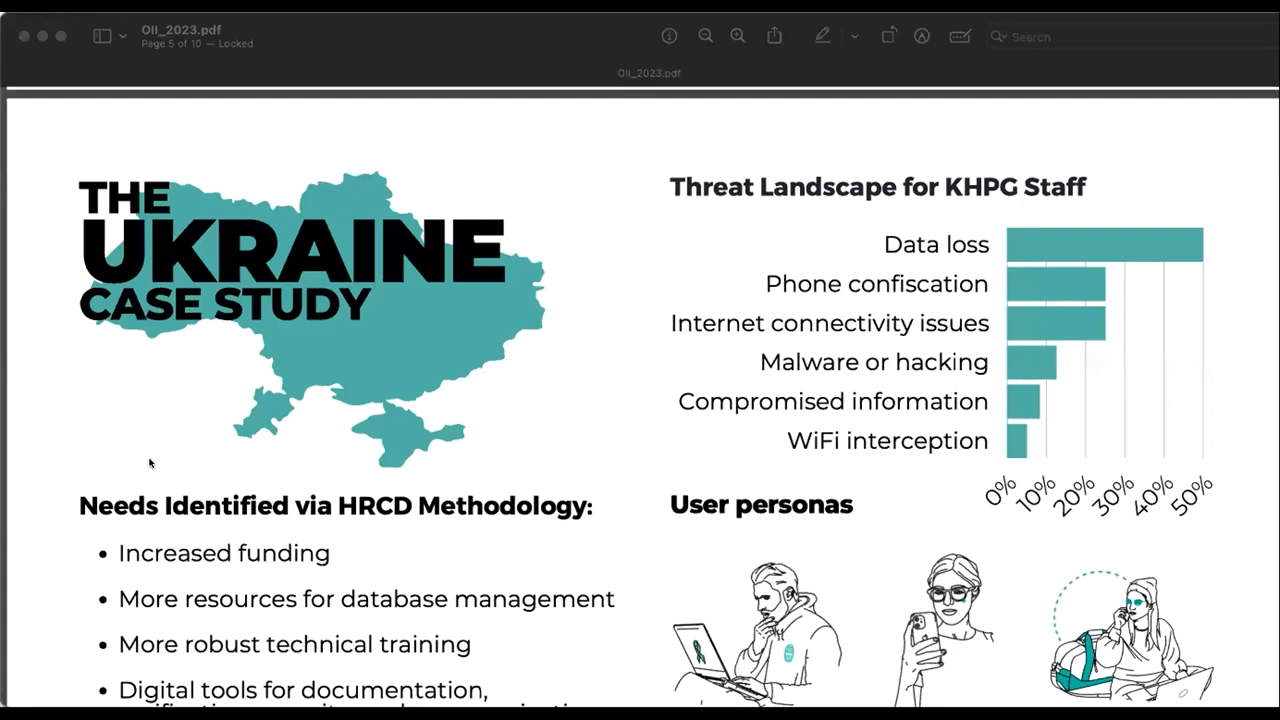 OII_2023.pdf
Page 5 of 10 — Locked
Search
OII_2023.pdf
THE
UKRAINE
CASE STUDY
Needs Identified via HRCD Methodology:
• Increased funding
• More resources for database management
• More robust technical training
• Digital tools for documentation,
Threat Landscape for KHPG Staff
Data loss
Phone confiscation
Internet connectivity issues
Malware or hacking
Compromised information
WiFi interception
0% 10% 20% 30% 40% 50%
User personas